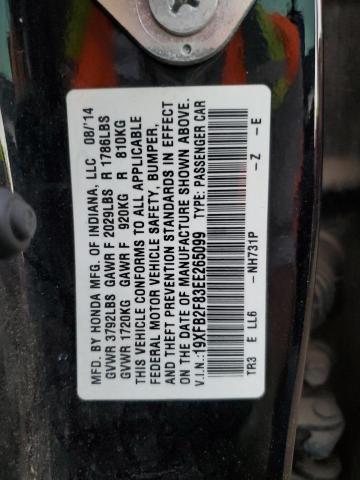 MFD. BY HONDA MFG. OF INDIANA, LLC 08/'14
GVWR 3792LBS GAWR F 2029LBS R 1786LBS
GVWR 1720KG GAWR F 920KG R 810KG
THIS VEHICLE CONFORMS TO ALL APPLICABLE
FEDERAL MOTOR VEHICLE SAFETY, BUMPER,
AND THEFT PREVENTION STANDARDS IN EFFECT
ON THE DATE OF MANUFACTURE SHOWN ABOVE.
V.I.N.:19XFB2F83EE265099 TYPE: PASSENGER CAR
-NH731P -Z -E
TR3 E LL6